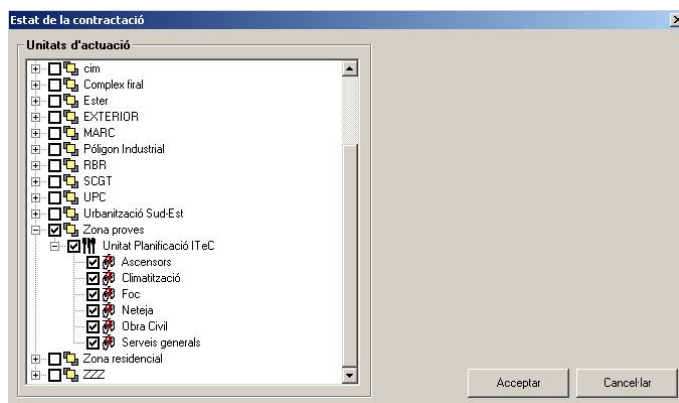 Estat de la contractació
Unitats d'actuació
cim
Complex firal
Ester
EXTERIOR
MARC
Póligon Industrial
RBR
SCGT
UPC
Urbanització Sud-Est
Zona proves
Unitat Planificació ITeC
Ascensors
Climatització
Foc
Neteja
Obra Civil
Serveis generals
Zona residencial
ZZZ
Acceptar
Cancel·lar